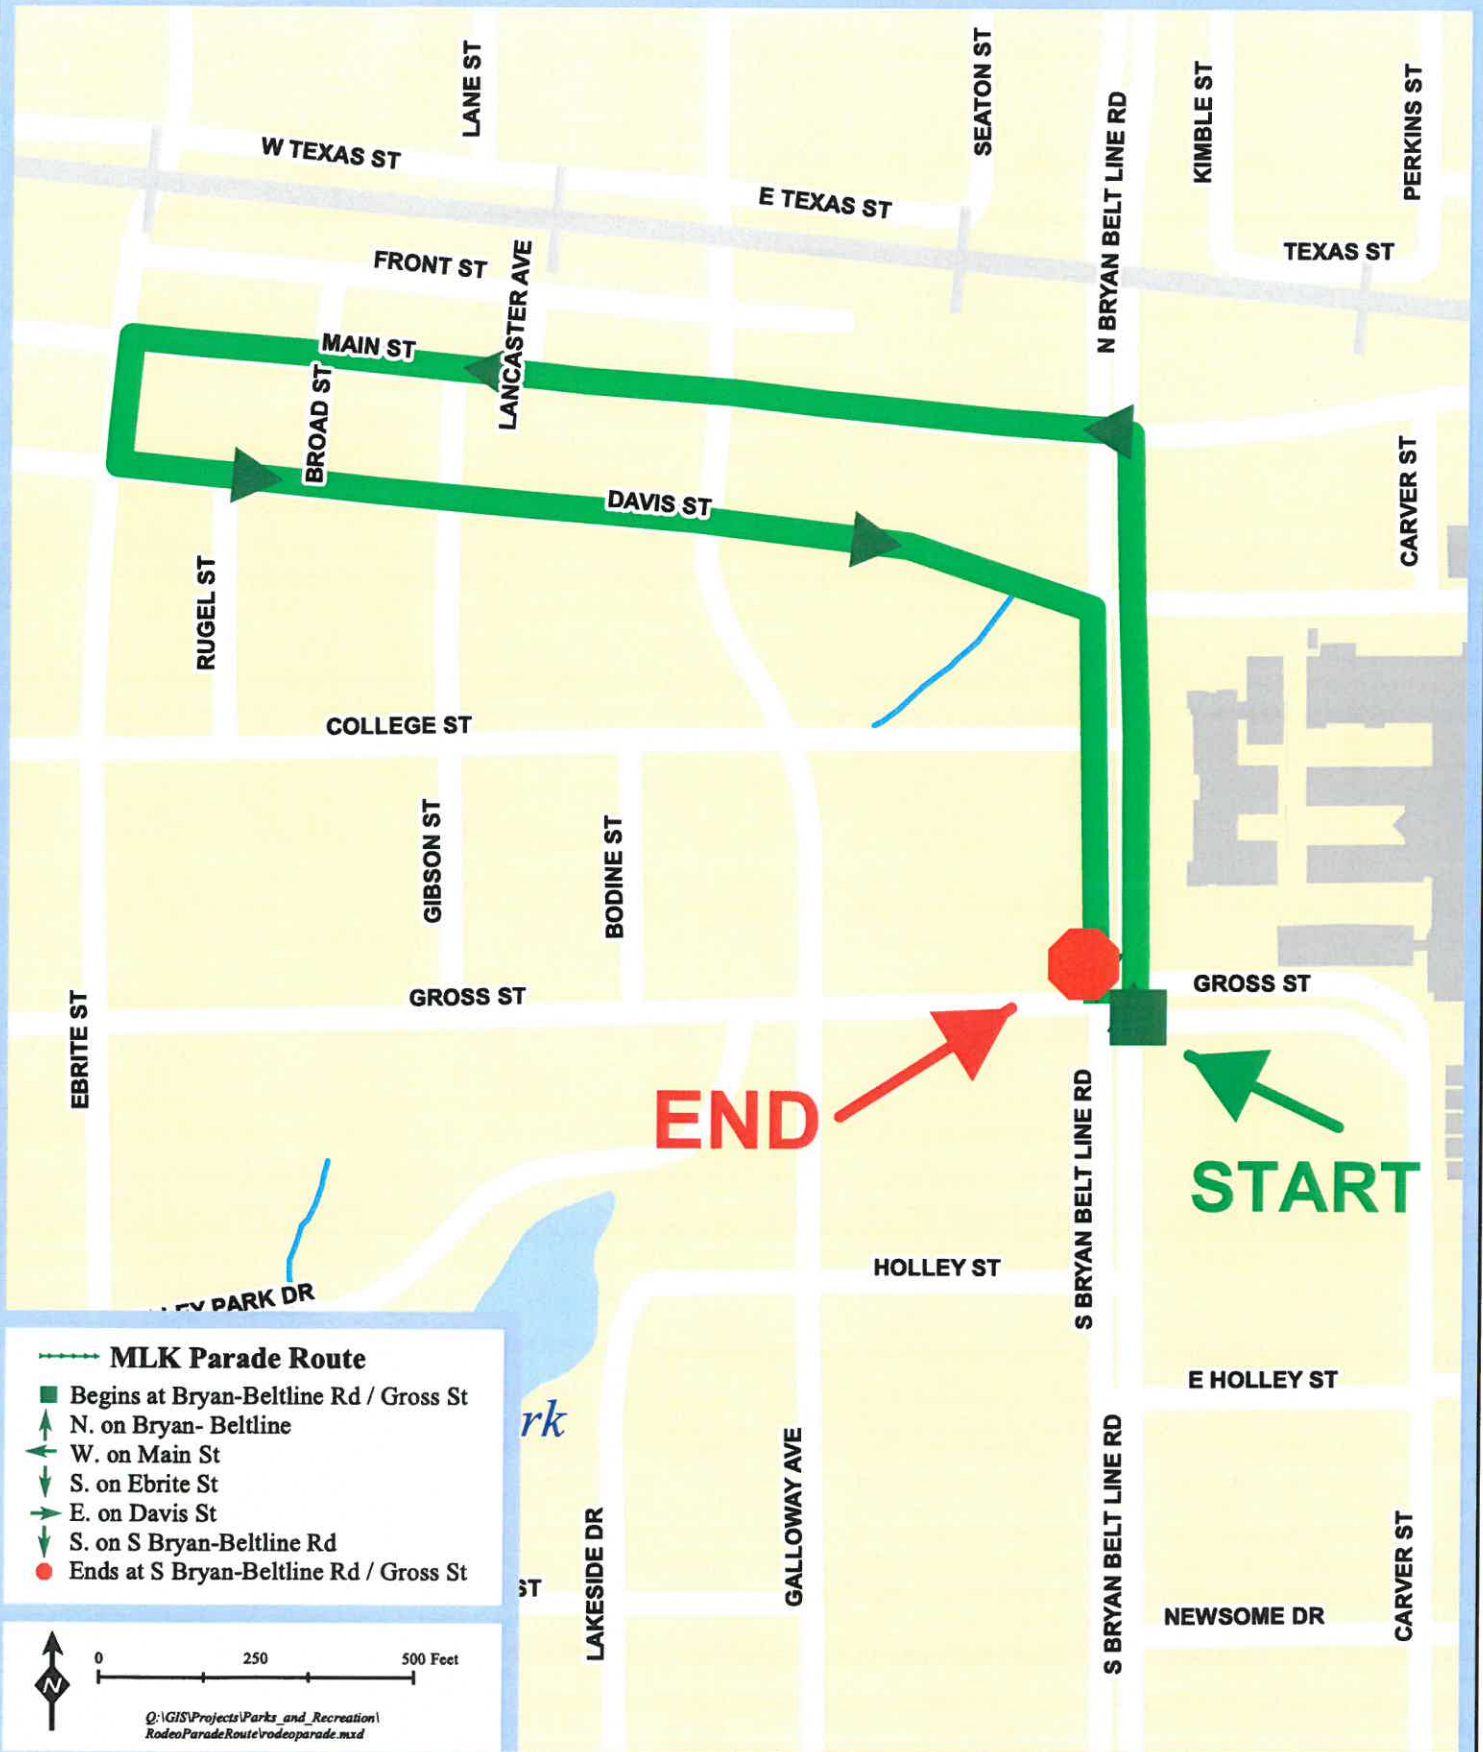 LANE ST
SEATON ST
N BRYAN BELT LINE RD
KIMBLE ST
PERKINS ST
W TEXAS ST
E TEXAS ST
TEXAS ST
FRONT ST
LANCASTER AVE
MAIN ST
BROAD ST
CARVER ST
DAVIS ST
RUGEL ST
COLLEGE ST
GIBSON ST
BODINE ST
GROSS ST
GROSS ST
EBRITE ST
END
START
S BRYAN BELT LINE RD
HOLLEY ST
PARK DR
E HOLLEY ST
rk
GALLOWAY AVE
LAKESIDE DR
S BRYAN BELT LINE RD
CARVER ST
ST
NEWSOME DR
MLK Parade Route
Begins at Bryan-Beltline Rd / Gross St
N. on Bryan- Beltline
W. on Main St
S. on Ebrite St
E. on Davis St
S. on S Bryan-Beltline Rd
Ends at S Bryan-Beltline Rd / Gross St
N
0 250 500 Feet
Q:\GIS\Projects\Parks_and_Recreation\
RodeoParadeRoute\rodeoparade.mxd